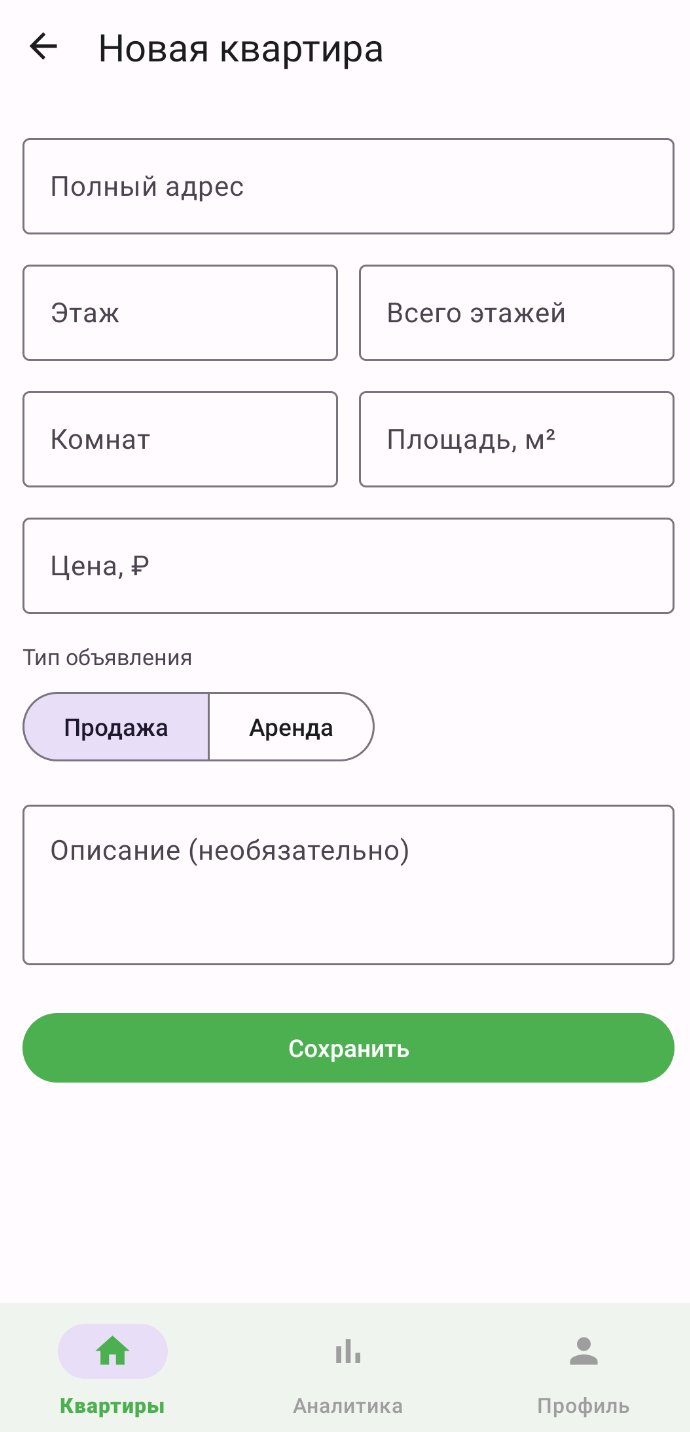 Новая квартира
Полный адрес
Этаж
Всего этажей
Комнат
Площадь, м²
Цена, ₽
Тип объявления
Продажа
Аренда
Описание (необязательно)
Сохранить
Квартиры
Аналитика
Профиль